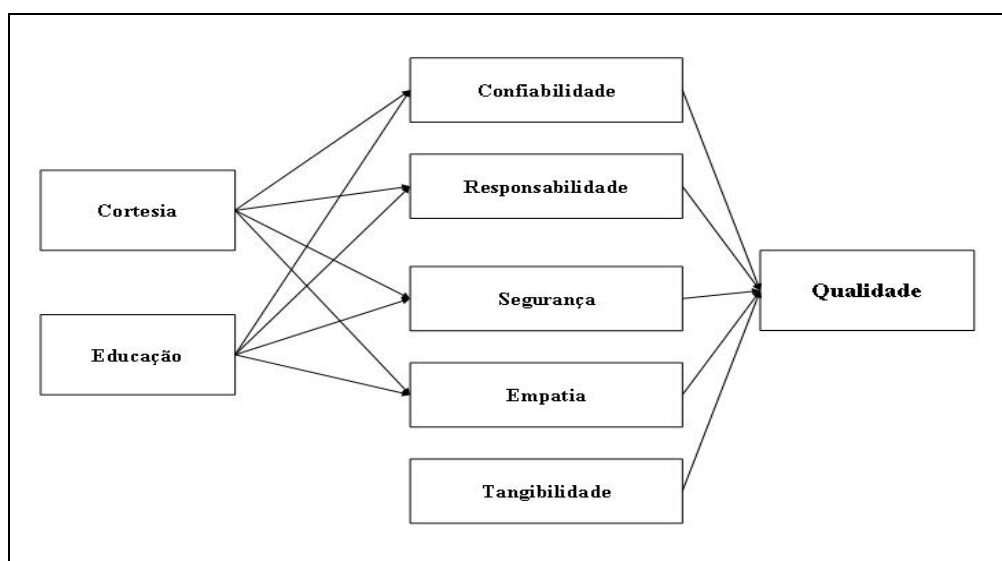 Cortesia
Educação
Confiabilidade
Responsabilidade
Segurança
Empatia
Tangibilidade
Qualidade